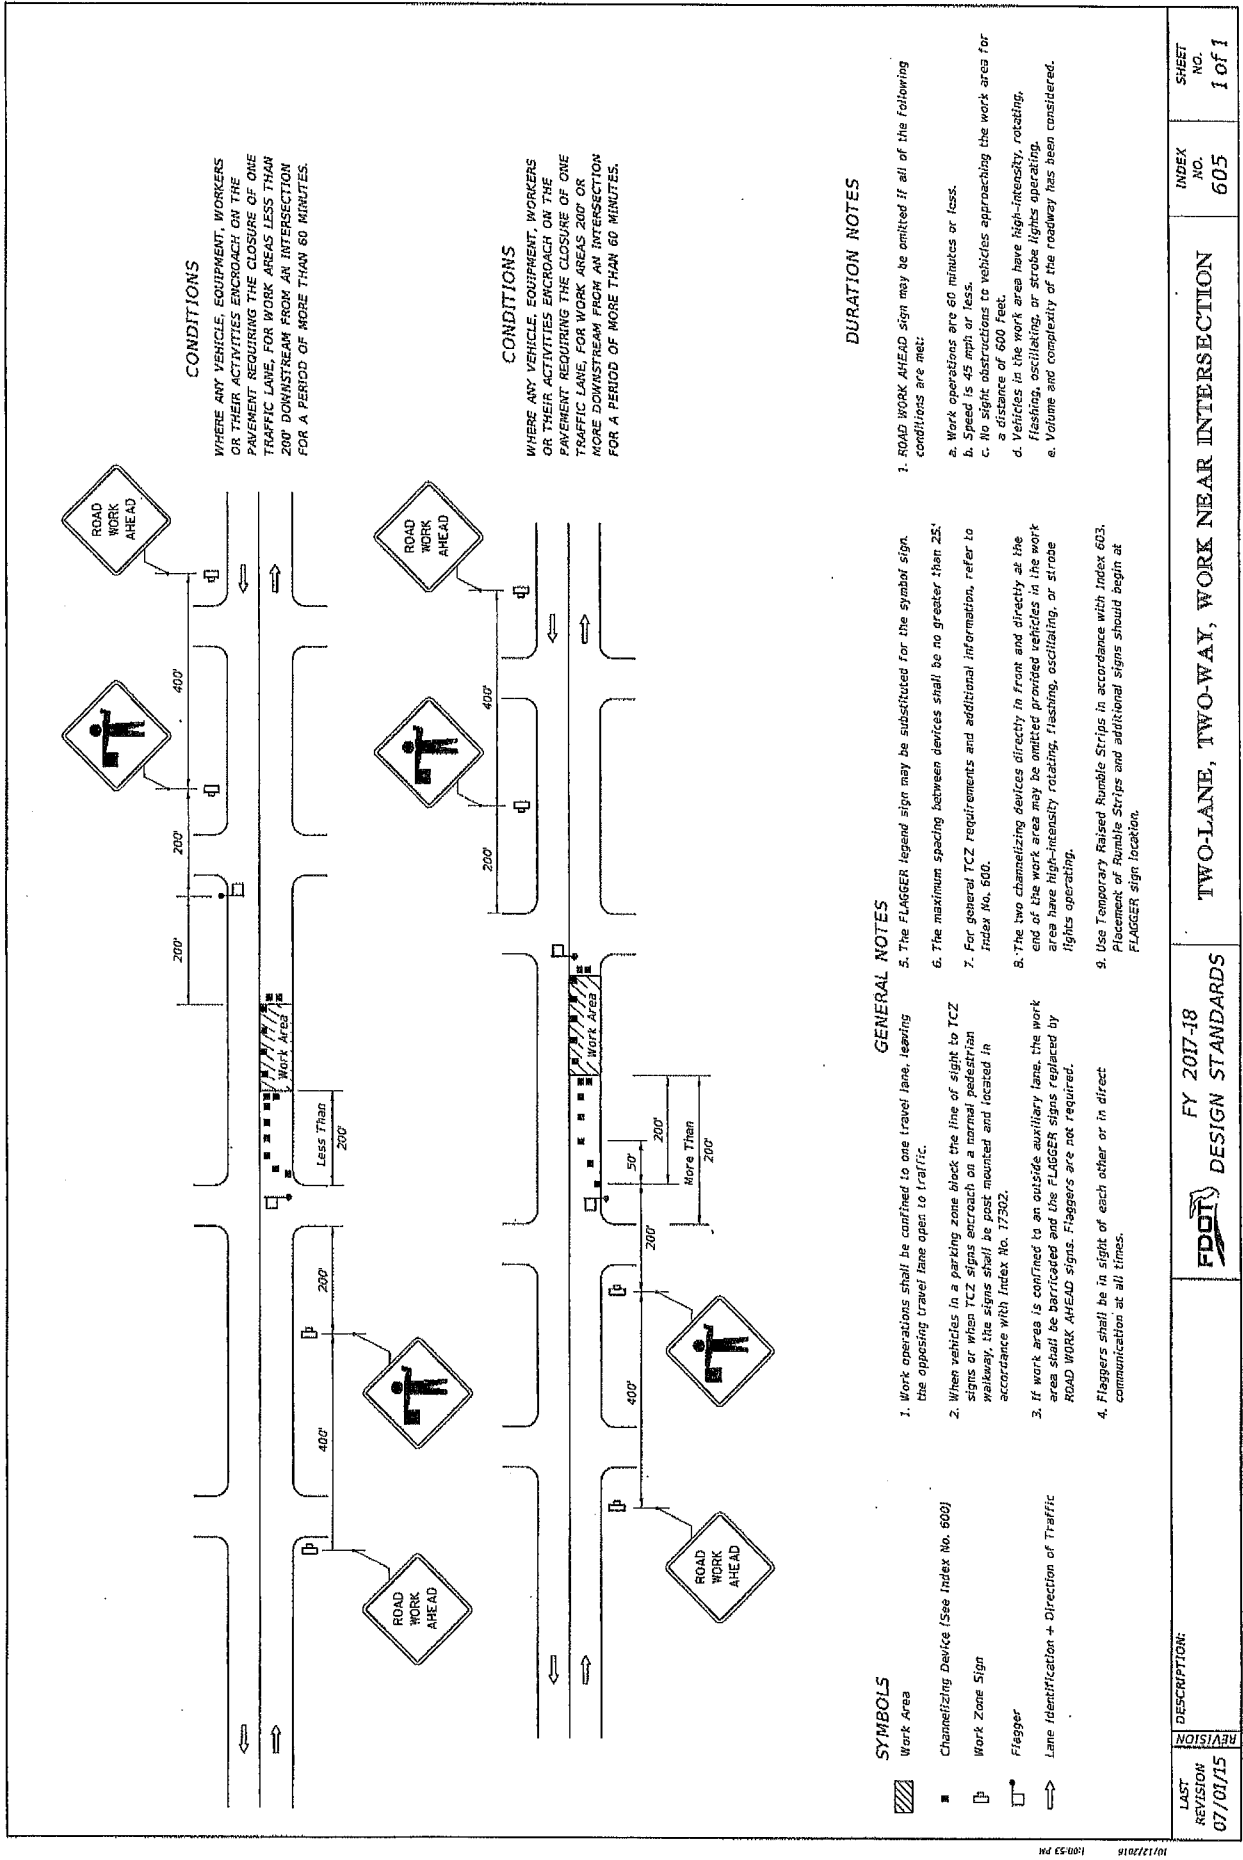 CONDITIONS
WHERE ANY VEHICLE, EQUIPMENT, WORKERS
OR THEIR ACTIVITIES ENCROACH ON THE
PAVEMENT REQUIRING THE CLOSURE OF ONE
TRAFFIC LANE, FOR WORK AREAS LESS THAN
200' DOWNSTREAM FROM AN INTERSECTION
FOR A PERIOD OF MORE THAN 60 MINUTES.
ROAD
WORK
AHEAD
400'
200'
200'
Work Area
Less Than
200'
200'
400'
ROAD
WORK
AHEAD
CONDITIONS
WHERE ANY VEHICLE, EQUIPMENT, WORKERS
OR THEIR ACTIVITIES ENCROACH ON THE
PAVEMENT REQUIRING THE CLOSURE OF ONE
TRAFFIC LANE, FOR WORK AREAS 200' OR
MORE DOWNSTREAM FROM AN INTERSECTION
FOR A PERIOD OF MORE THAN 60 MINUTES.
ROAD
WORK
AHEAD
400'
200'
Work Area
50'
200'
More Than
200'
200'
400'
ROAD
WORK
AHEAD
SYMBOLS
Work Area
Channelizing Device (See Index No. 600)
Work Zone Sign
Flagger
Lane Identification + Direction of Traffic
GENERAL NOTES
1. Work operations shall be confined to one travel lane, leaving
the opposing travel lane open to traffic.
2. When vehicles in a parking zone block the line of sight to TCZ
signs or when TCZ signs encroach on a normal pedestrian
walkway, the signs shall be post mounted and located in
accordance with Index No. 17302.
3. If work area is confined to an outside auxiliary lane, the work
area shall be barricaded and the FLAGGER signs replaced by
ROAD WORK AHEAD signs. Flaggers are not required.
4. Flaggers shall be in sight of each other or in direct
communication at all times.
5. The FLAGGER legend sign may be substituted for the symbol sign.
6. The maximum spacing between devices shall be no greater than 25'.
7. For general TCZ requirements and additional information, refer to
Index No. 600.
8. The two channelizing devices directly in front and directly at the
end of the work area may be omitted provided vehicles in the work
area have high-intensity rotating, flashing, oscillating, or strobe
lights operating.
9. Use Temporary Raised Rumble Strips in accordance with Index 603.
Placement of Rumble Strips and additional signs should begin at
FLAGGER sign location.
DURATION NOTES
1. ROAD WORK AHEAD sign may be omitted if all of the following
conditions are met:
a. Work operations are 60 minutes or less.
b. Speed is 45 mph or less.
c. No sight obstructions to vehicles approaching the work area for
a distance of 600 feet.
d. Vehicles in the work area have high-intensity, rotating,
flashing, oscillating, or strobe lights operating.
e. Volume and complexity of the roadway has been considered.
LAST
REVISION
07/01/15
REVISION
DESCRIPTION:
FDOT
FY 2017-18
DESIGN STANDARDS
TWO-LANE, TWO-WAY, WORK NEAR INTERSECTION
INDEX
NO.
605
SHEET
NO.
1 of 1
10/12/2016
1:00:53 PM